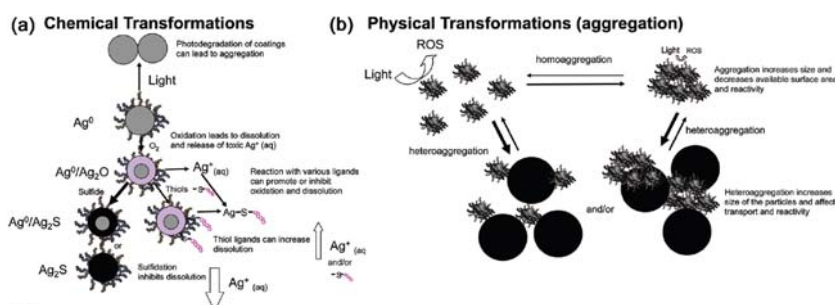 (a) Chemical Transformations
Photodegradation of coatings
can lead to aggregation
Light
Ag⁰
Oxidation leads to dissolution
and release of toxic Ag⁺ (aq)
O₂
Ag⁰/Ag₂O
Ag⁺(aq)
Reaction with various ligands
can promote or inhibit
oxidation and dissolution
Sulfide
Thiols
-S
Ag-S
Ag⁰/Ag₂S
Thiol ligands can increase
dissolution
or
Ag⁺(aq
and/or
-S
Ag₂S
Sulfidation
inhibits dissolution
Ag⁺(aq)
(b) Physical Transformations (aggregation)
ROS
Light
homoaggregation
Light ROS
Aggregation increases size and
decreases available surface area
and reactivity
heteroaggregation
heteroaggregation
and/or
Heteroaggregation increases
size of the particles and affect
transport and reactivity